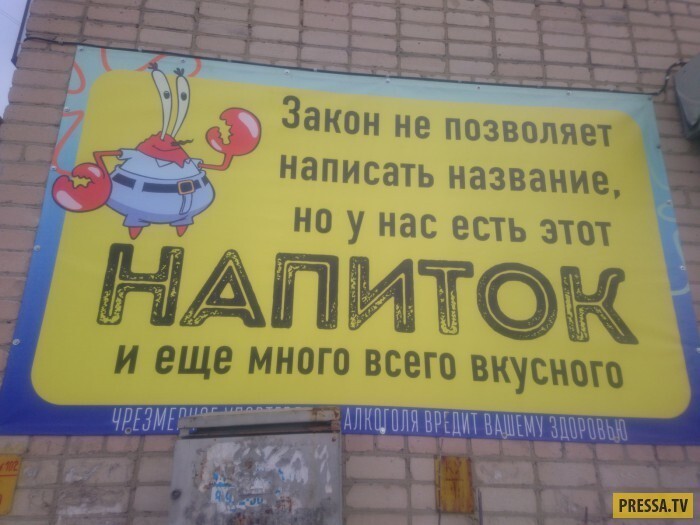 Закон не позволяет
написать название,
но у нас есть этот
НАПИТОК
и еще много всего вкусного
АЛКОГОЛЯ ВРЕДИТ ВАШЕМУ ЗДОРОВЬЮ
PRESSA.TV